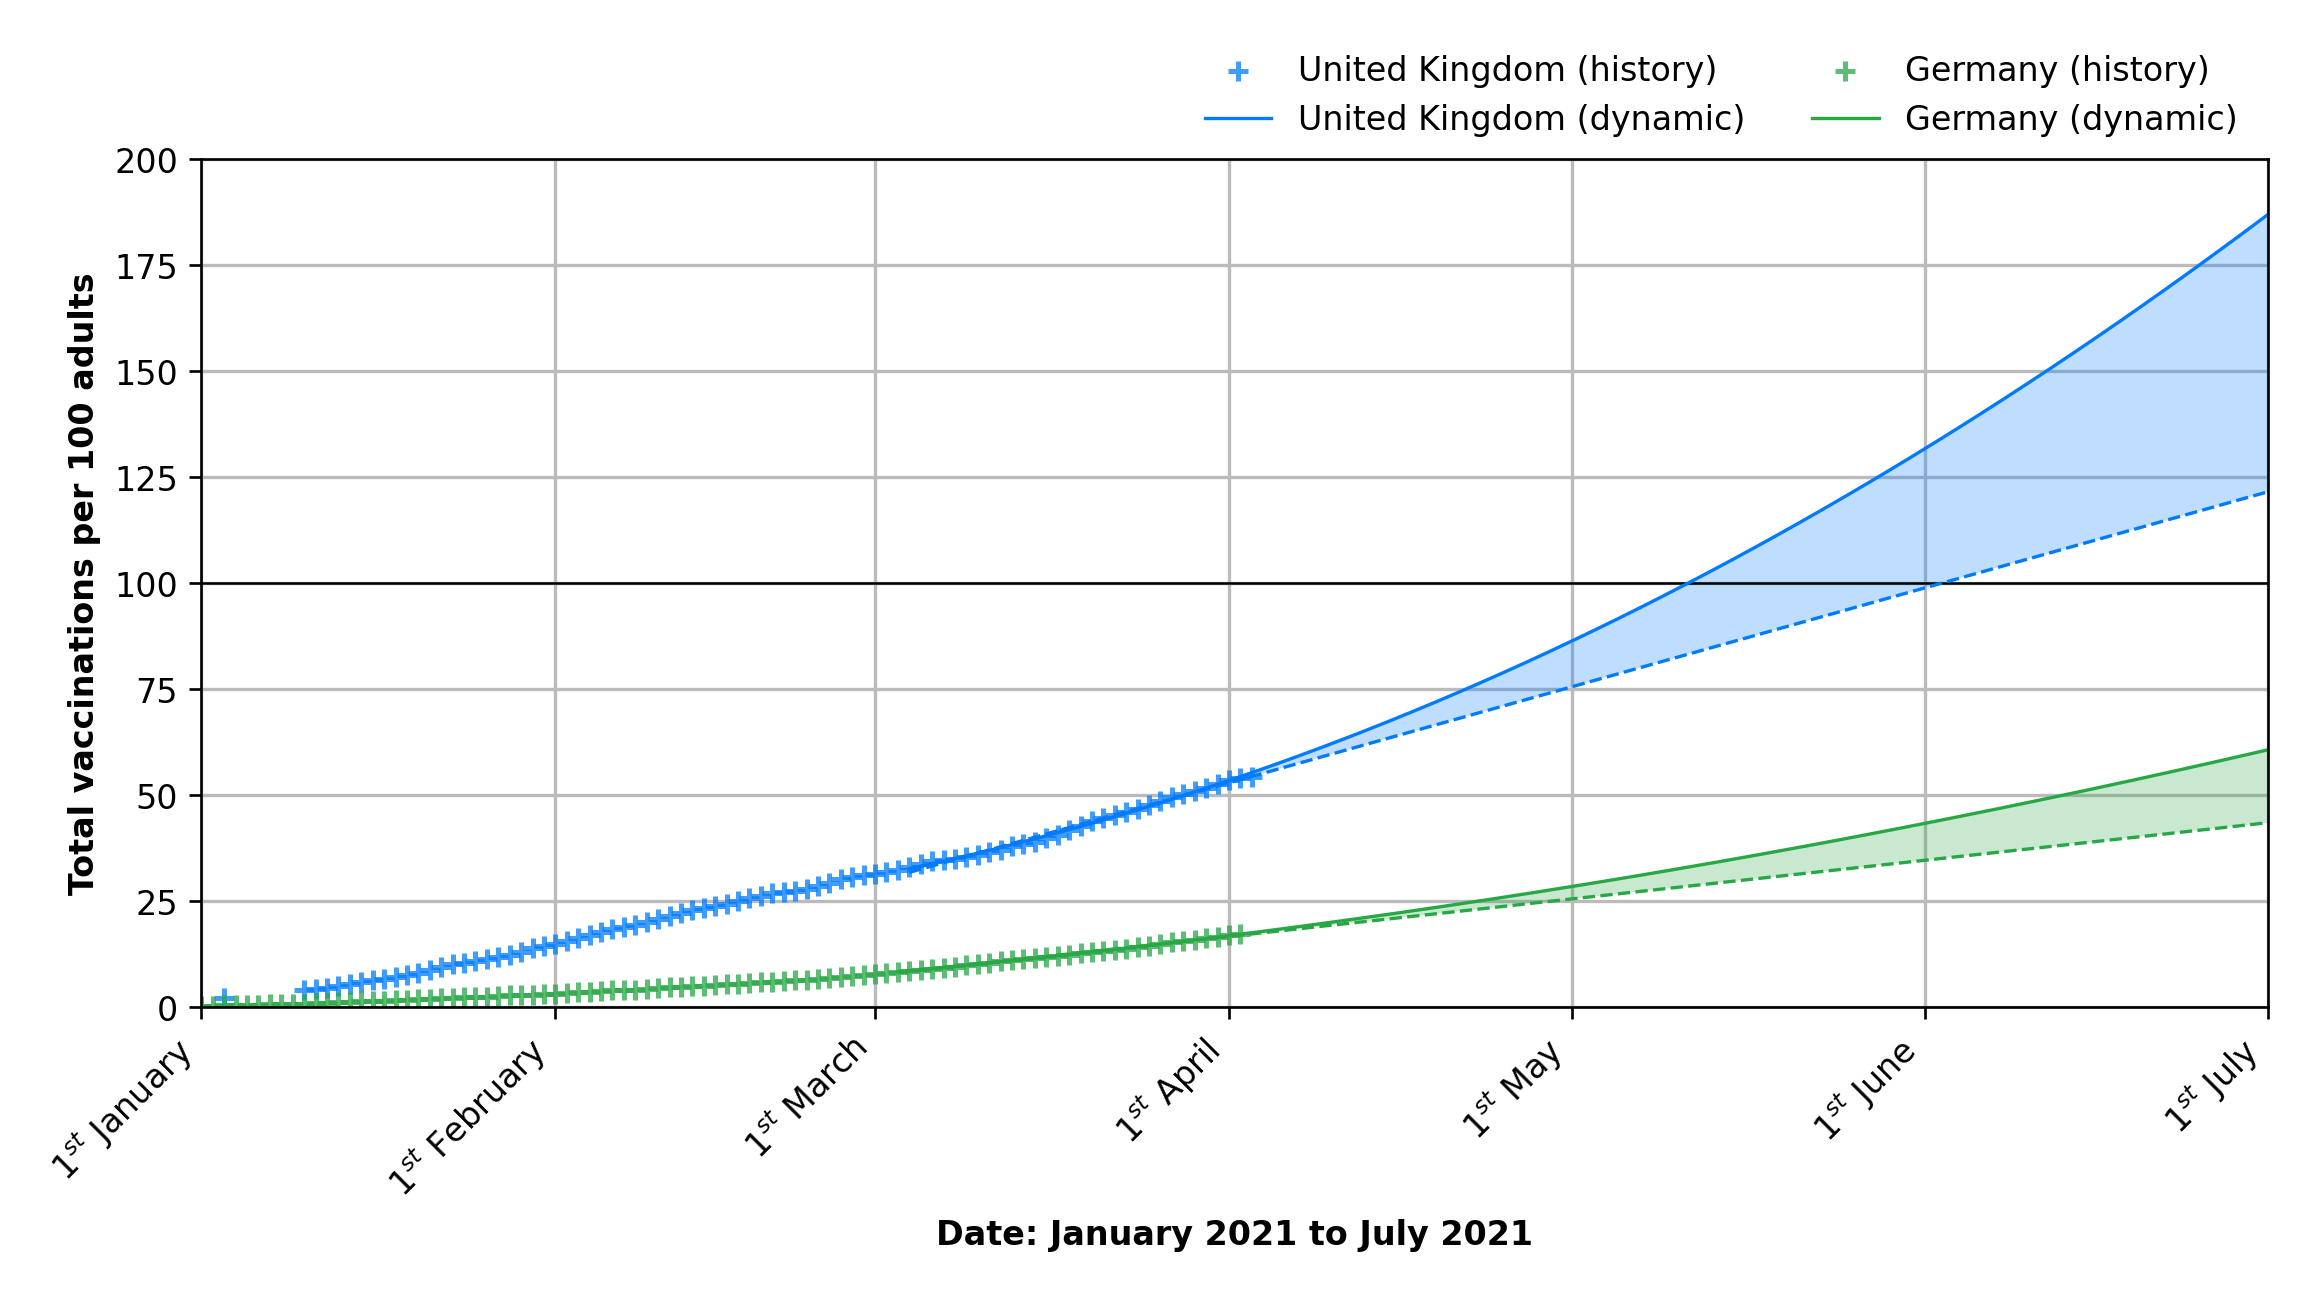 United Kingdom (history)
Germany (history)
United Kingdom (dynamic)
Germany (dynamic)
Total vaccinations per 100 adults
200
175
150
125
100
75
50
25
0
1st January
1st February
1st March
1st April
1st May
1st June
1st July
Date: January 2021 to July 2021